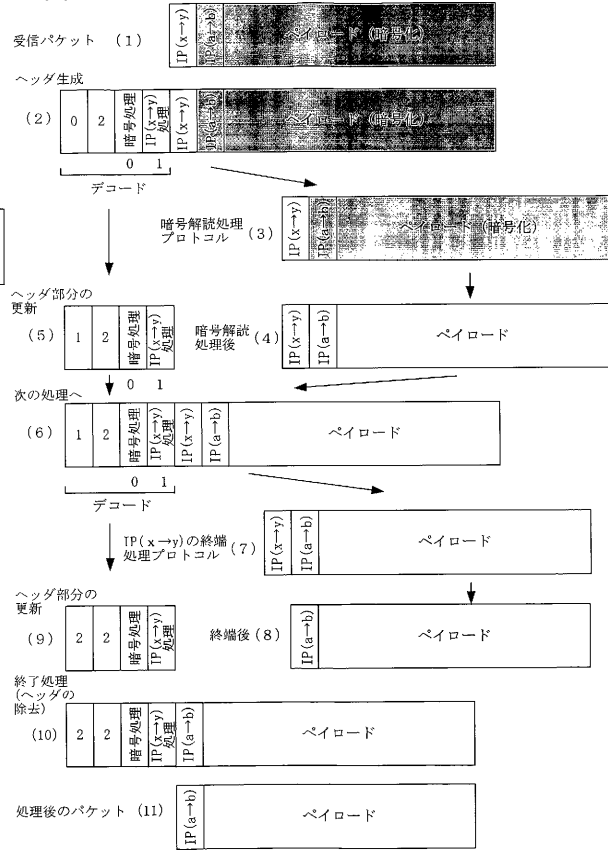 受信パケット (1)
IP(x→y)
IP(a→b)
ペイロード (暗号化)
ヘッダ生成
(2)
0
2
暗号処理
IP(x→y)
処理
IP(x→y)
IP(a→b)
ペイロード (暗号化)
0 1
デコード
暗号解読処理
プロトコル (3)
IP(x→y)
IP(a→b)
ペイロード (暗号化)
ヘッダ部分の
更新
(5)
1
2
暗号処理
IP(x→y)
処理
0 1
暗号解読
処理後
(4)
IP(x→y)
IP(a→b)
ペイロード
次の処理へ
(6)
1
2
暗号処理
IP(x→y)
処理
IP(x→y)
IP(a→b)
ペイロード
0 1
デコード
IP(x→y)の終端
処理プロトコル (7)
IP(x→y)
IP(a→b)
ペイロード
ヘッダ部分の
更新
(9)
2
2
暗号処理
IP(x→y)
処理
終端後 (8)
IP(a→b)
ペイロード
終了処理
(ヘッダの
除去)
(10)
2
2
暗号処理
IP(x→y)
処理
IP(a→b)
ペイロード
処理後のパケット (11)
IP(a→b)
ペイロード